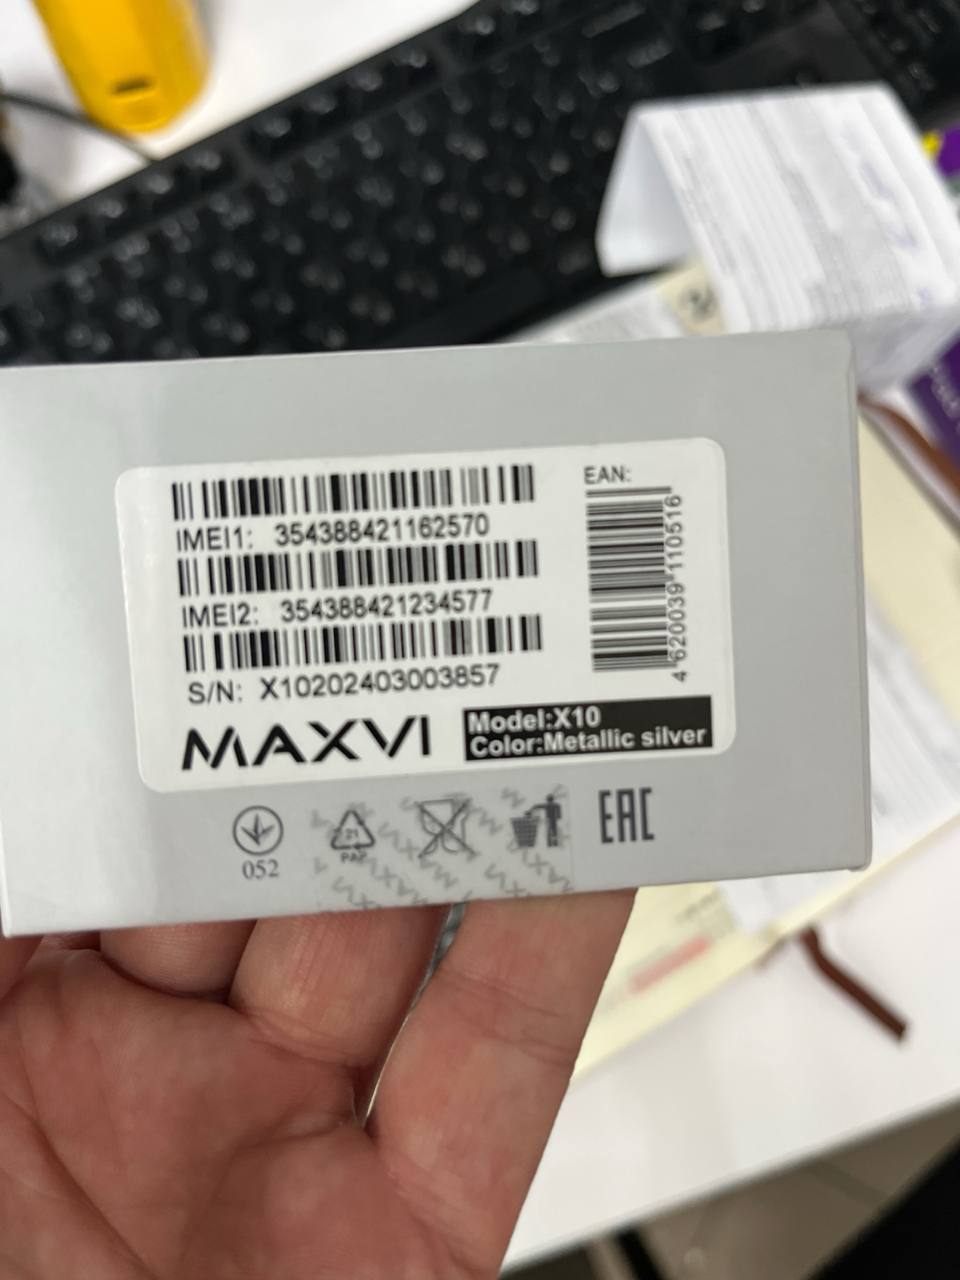 IMEI1: 354388421162570
IMEI2: 354388421234577
S/N: X10202403003857
MAXVI
Model:X10
Color:Metallic silver
EAN:
4 620039 110516
052
21
PAP
EAC